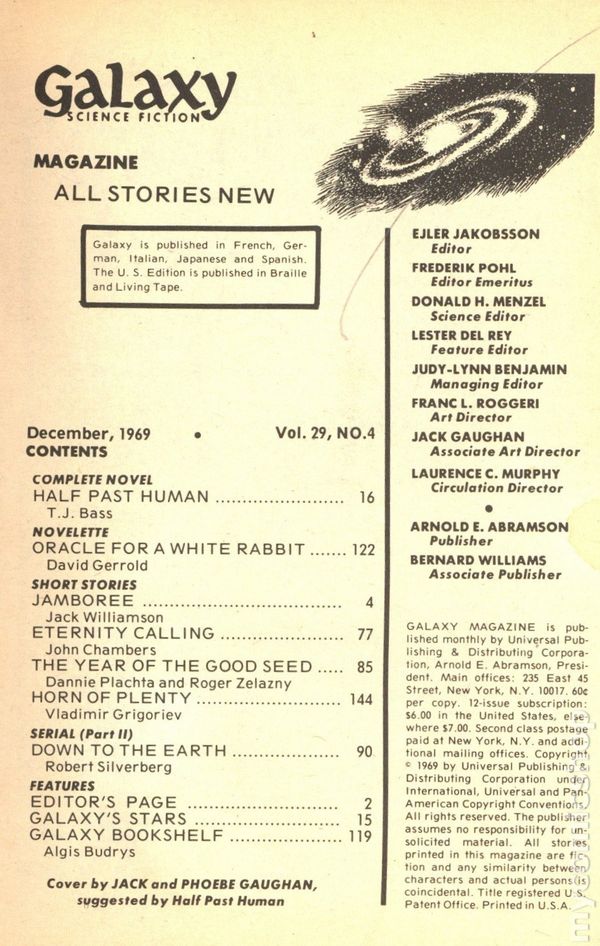 Galaxy
SCIENCE FICTION
MAGAZINE
ALL STORIES NEW
Galaxy is published in French, Ger-
man, Italian, Japanese and Spanish.
The U. S. Edition is published in Braille
and Living Tape.
December, 1969 • Vol. 29, NO.4
CONTENTS
COMPLETE NOVEL
HALF PAST HUMAN ....................... 16
T.J. Bass
NOVELETTE
ORACLE FOR A WHITE RABBIT ....... 122
David Gerrold
SHORT STORIES
JAMBOREE .................................... 4
Jack Williamson
ETERNITY CALLING ...................... 77
John Chambers
THE YEAR OF THE GOOD SEED ..... 85
Dannie Plachta and Roger Zelazny
HORN OF PLENTY .......................... 144
Vladimir Grigoriev
SERIAL (Part II)
DOWN TO THE EARTH .................... 90
Robert Silverberg
FEATURES
EDITOR'S PAGE ............................ 2
GALAXY'S STARS .......................... 15
GALAXY BOOKSHELF ..................... 119
Algis Budrys
Cover by JACK and PHOEBE GAUGHAN,
suggested by Half Past Human
EJLER JAKOBSSON
Editor
FREDERIK POHL
Editor Emeritus
DONALD H. MENZEL
Science Editor
LESTER DEL REY
Feature Editor
JUDY-LYNN BENJAMIN
Managing Editor
FRANC L. ROGGERI
Art Director
JACK GAUGHAN
Associate Art Director
LAURENCE C. MURPHY
Circulation Director
•
ARNOLD E. ABRAMSON
Publisher
BERNARD WILLIAMS
Associate Publisher
GALAXY MAGAZINE is pub-
lished monthly by Universal Pub-
lishing & Distributing Corpora-
tion, Arnold E. Abramson, Presi-
dent. Main offices: 235 East 45
Street, New York, N.Y. 10017. 60¢
per copy. 12-issue subscription:
$6.00 in the United States, else-
where $7.00. Second class postage
paid at New York, N.Y. and addi-
tional mailing offices. Copyright
© 1969 by Universal Publishing &
Distributing Corporation under
International, Universal and Pan-
American Copyright Conventions.
All rights reserved. The publisher
assumes no responsibility for un-
solicited material. All stories
printed in this magazine are fic-
tion and any similarity between
characters and actual persons is
coincidental. Title registered U.S.
Patent Office. Printed in U.S.A.